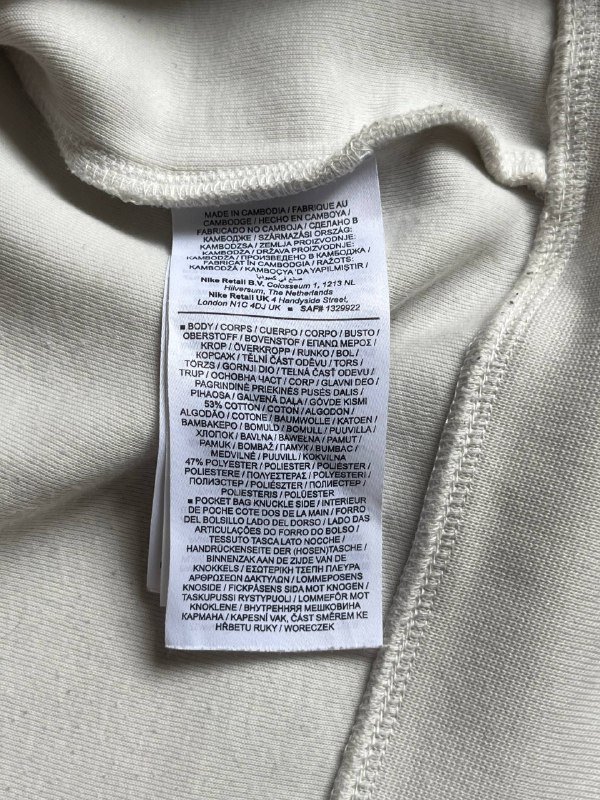 MADE IN CAMBODIA / FABRIQUE AU
CAMBODGE / HECHO EN CAMBOYA /
FABRICADO NO CAMBOJA / СДЕЛАНО В
КАМБОДЖЕ / SZÁRMAZÁSI ORSZÁG:
KAMBODZSA / ZEMLJA PROIZVODNJE:
KAMBODŽA / DRŽAVA PROIZVODNJE:
KAMBODŽA / ПРОИЗВЕДЕНО В КАМБОДЖА /
FABRICAT ÎN CAMBODGIA / RAŽOTS:
KAMBODŽĀ / KAMBOÇYA'DA YAPILMIŞTIR /
صنع في كمبوديا
Nike Retail B.V. Colosseum 1, 1213 NL
Hilversum, The Netherlands
Nike Retail UK 4 Handyside Street,
London N1C 4DJ UK ■ SAF# 1329922
■ BODY / CORPS / CUERPO / CORPO / BUSTO /
OBERSTOFF / BOVENSTOF / ΕΠΑΝΩ ΜΕΡΟΣ /
KROP / ÖVERKROPP / RUNKO / BOL /
КОРСАЖ / TĚLNÍ ČÁST ODĚVU / TORS /
TÖRZS / GORNJI DIO / TELNÁ ČASŤ ODEVU /
TRUP / ОСНОВНА ЧАСТ / CORP / GLAVNI DEO /
PAGRINDINĖ PRIEKINĖS PUSĖS DALIS /
PIHAOSA / GALVENĀ DAĻA / GÖVDE KISMI
53% COTTON / COTON / ALGODON /
ALGODÃO / COTONE / BAUMWOLLE / KATOEN /
ΒΑΜΒΑΚΕΡΟ / BOMULD / BOMULL / PUUVILLA /
ХЛОПОК / BAVLNA / BAWEŁNA / PAMUT /
PAMUK / BOMBAŽ / ПАМУК / BUMBAC /
MEDVILNĖ / PUUVILL / KOKVILNA
47% POLYESTER / POLIESTER / POLIÉSTER /
POLIESTERE / ΠΟΛΥΕΣΤΕΡΑΣ / POLYESTERI /
ПОЛИЭСТЕР / POLIÉSZTER / ПОЛИЕСТЕР /
POLIESTERIS / POLÜESTER
■ POCKET BAG KNUCKLE SIDE / INTERIEUR
DE POCHE COTE DOS DE LA MAIN / FORRO
DEL BOLSILLO LADO DEL DORSO / LADO DAS
ARTICULAÇÕES DO FORRO DO BOLSO /
TESSUTO TASCA LATO NOCCHE /
HANDRÜCKENSEITE DER (HOSEN)TASCHE /
BINNENZAK AAN DE ZIJDE VAN DE
KNOKKELS / ΕΣΩΤΕΡΙΚΗ ΤΣΕΠΗ ΠΛΕΥΡΑ
ΑΡΘΡΩΣΕΩΝ ΔΑΚΤΥΛΩΝ / LOMMEPOSENS
KNOSIDE / FICKPÅSENS SIDA MOT KNOGEN /
TASKUPUSSI RYSTYPUOLI / LOMMEFÔR MOT
KNOKLENE / ВНУТРЕННЯЯ МЕШКОВИНА
КАРМАНА / KAPESNÍ VAK, ČÁST SMĚREM KE
HŘBETU RUKY / WORECZEK